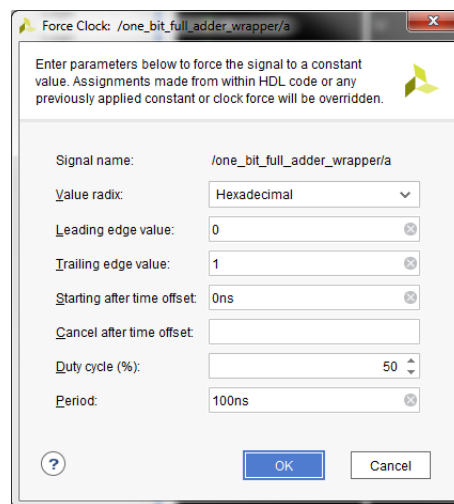 Force Clock: /one_bit_full_adder_wrapper/a
x
Enter parameters below to force the signal to a constant
value. Assignments made from within HDL code or any
previously applied constant or clock force will be overridden.
Signal name: /one_bit_full_adder_wrapper/a
Value radix: Hexadecimal
Leading edge value: 0
Trailing edge value: 1
Starting after time offset: 0ns
Cancel after time offset:
Duty cycle (%): 50
Period: 100ns
? OK Cancel